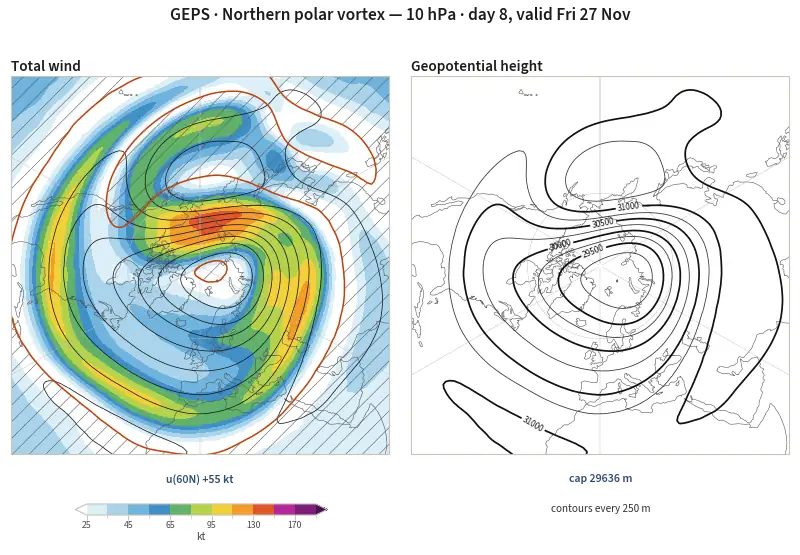 GEPS · Northern polar vortex — 10 hPa · day 8, valid Fri 27 Nov
Total wind
Geopotential height
31000
30500
30000
29500
31000
u(60N) +55 kt
cap 29636 m
contours every 250 m
25 45 65 95 130 170
kt